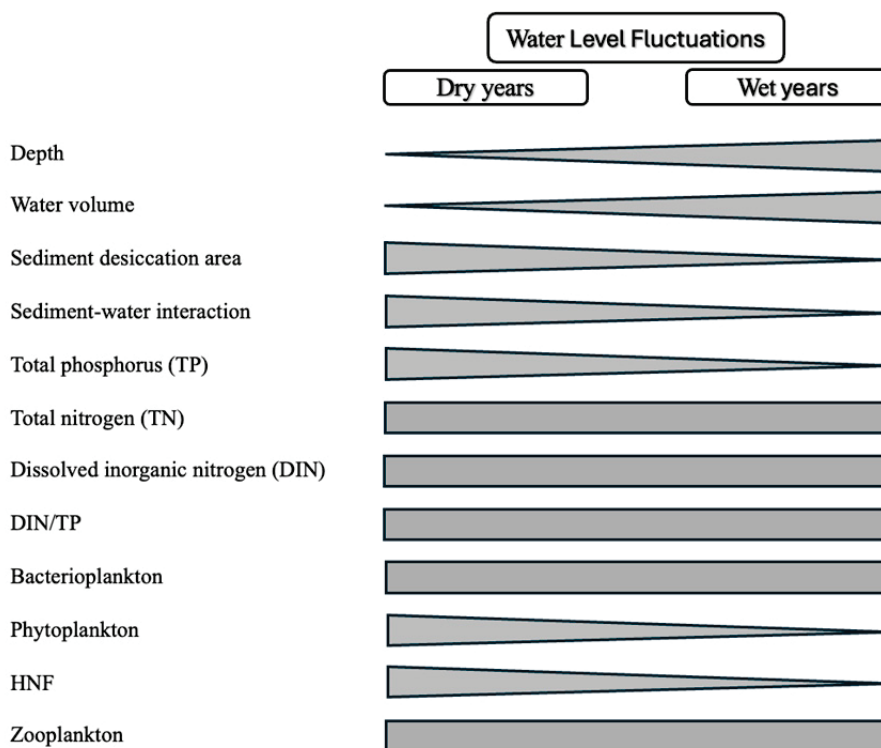 Water Level Fluctuations
Dry years
Wet years
Depth
Water volume
Sediment desiccation area
Sediment-water interaction
Total phosphorus (TP)
Total nitrogen (TN)
Dissolved inorganic nitrogen (DIN)
DIN/TP
Bacterioplankton
Phytoplankton
HNF
Zooplankton